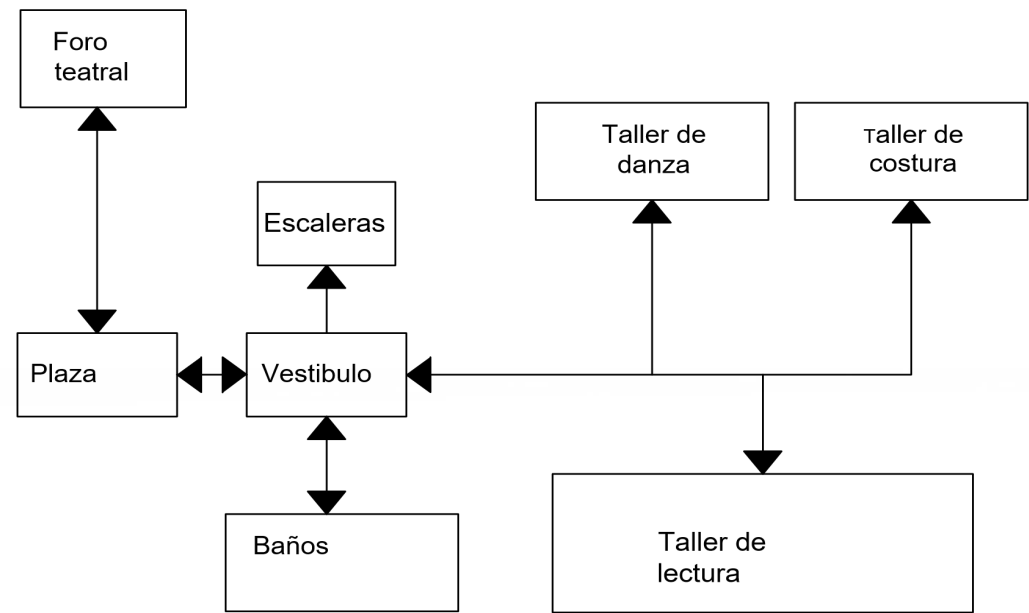 Foro
teatral
Taller de
danza
Taller de
costura
Escaleras
Plaza
Vestibulo
Baños
Taller de
lectura